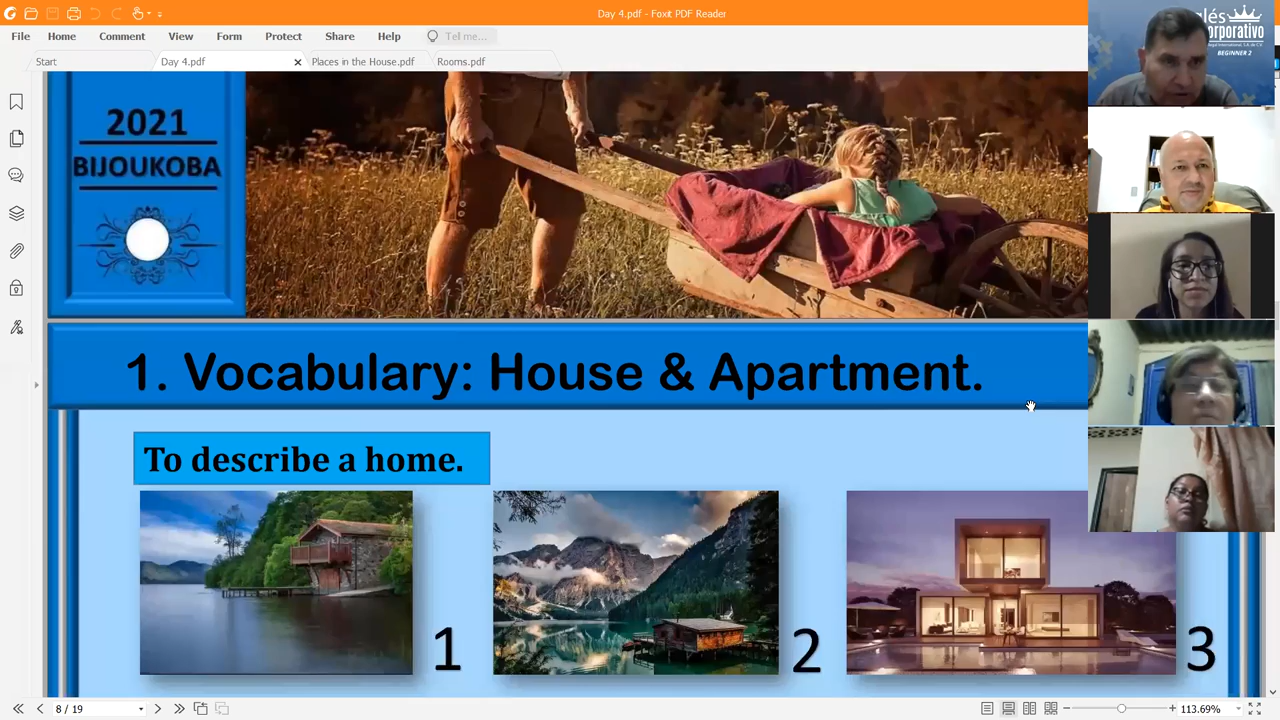 Day 4.pdf - Foxit PDF Reader
File Home Comment View Form Protect Share Help Tell me...
Start Day 4.pdf Places in the House.pdf Rooms.pdf
glés
orporativo
BEGINNER 2
2021
BIJOUKOBA
1. Vocabulary: House & Apartment.
To describe a home.
1
2
3
8 / 19
113.69%